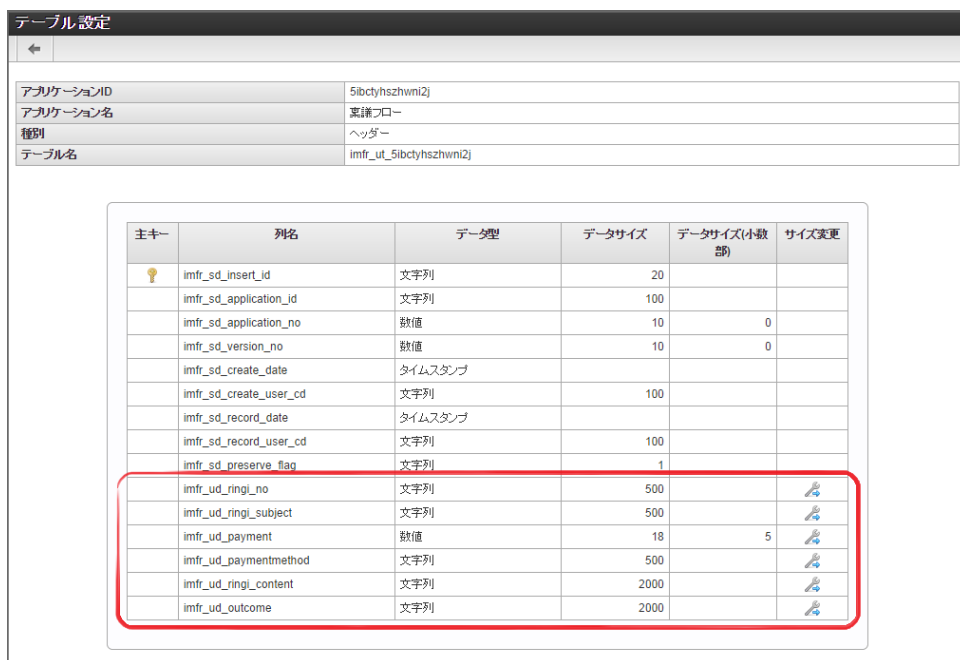 テーブル設定
アプリケーションID 5ibctyhszhwni2j
アプリケーション名 稟議フロー
種別 ヘッダー
テーブル名 imfr_ut_5ibctyhszhwni2j
主キー 列名 データ型 データサイズ データサイズ(小数 サイズ変更
部)
imfr_sd_insert_id 文字列 20
imfr_sd_application_id 文字列 100
imfr_sd_application_no 数値 10 0
imfr_sd_version_no 数値 10 0
imfr_sd_create_date タイムスタンプ
imfr_sd_create_user_cd 文字列 100
imfr_sd_record_date タイムスタンプ
imfr_sd_record_user_cd 文字列 100
imfr_sd_preserve_flag 文字列 1
imfr_ud_ringi_no 文字列 500
imfr_ud_ringi_subject 文字列 500
imfr_ud_payment 数値 18 5
imfr_ud_paymentmethod 文字列 500
imfr_ud_ringi_content 文字列 2000
imfr_ud_outcome 文字列 2000